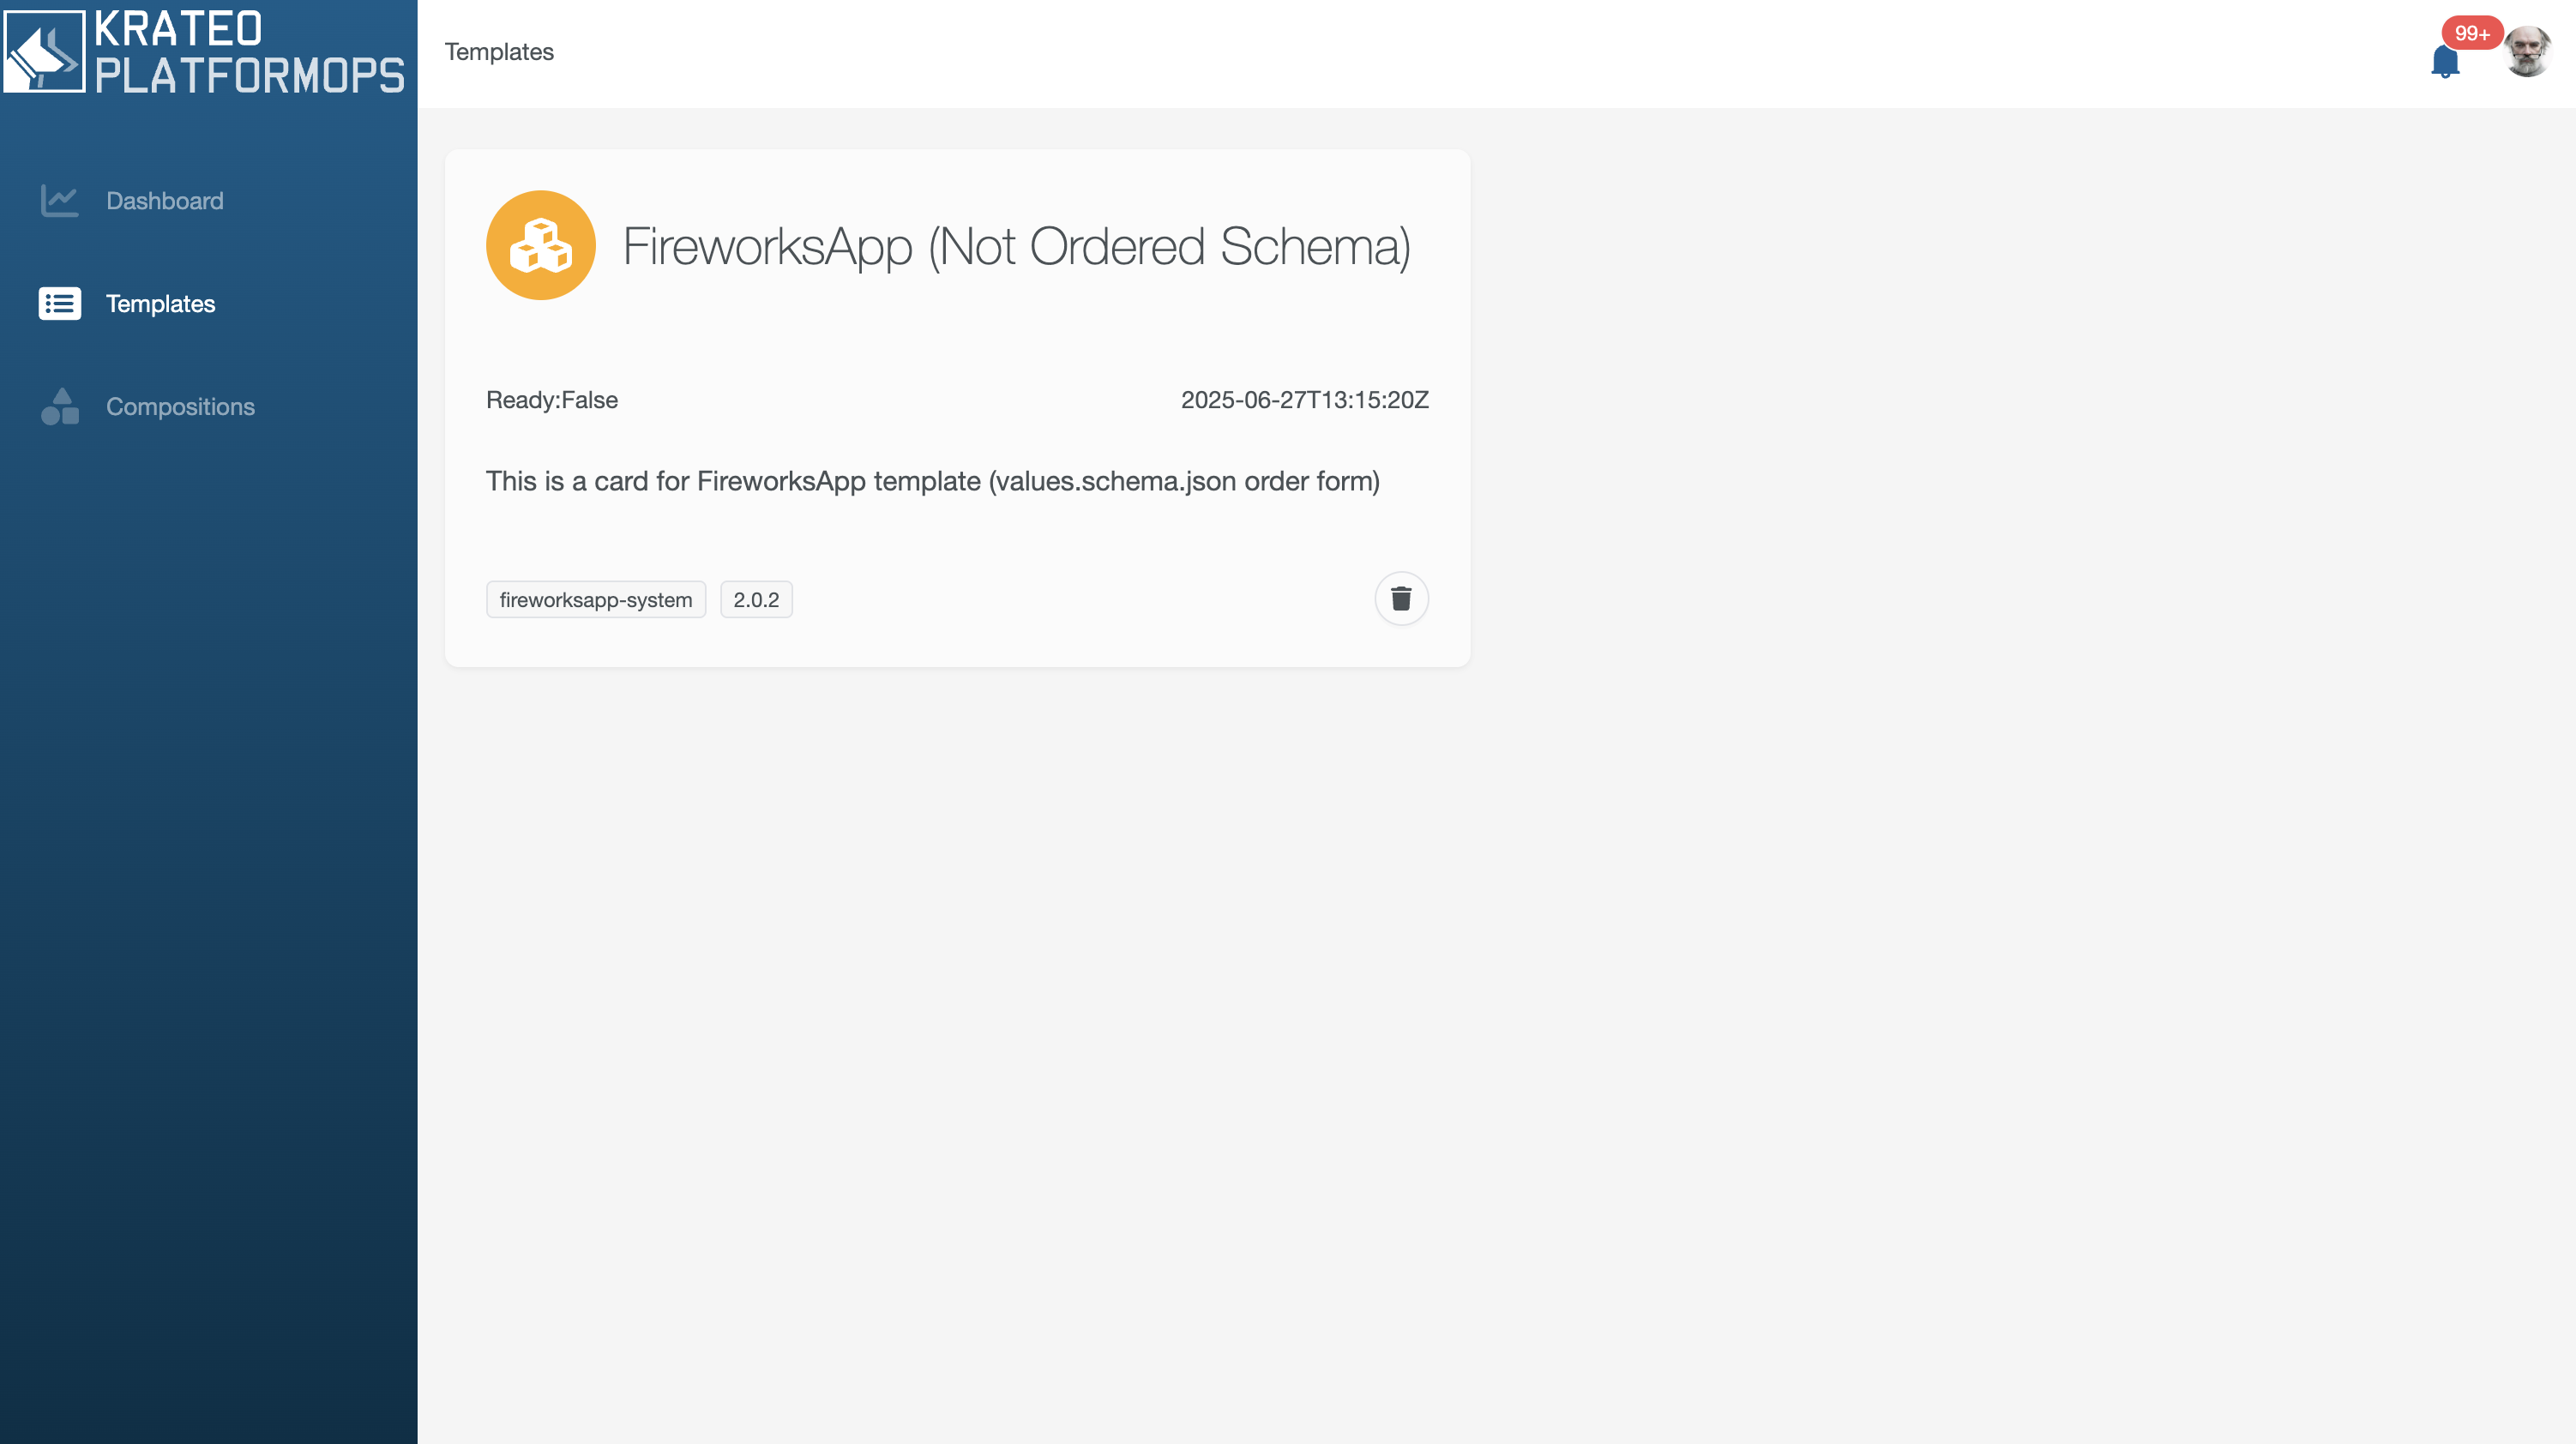 KRATEO
PLATFORMOPS
Templates
99+
Dashboard
Templates
Compositions
FireworksApp (Not Ordered Schema)
Ready:False
2025-06-27T13:15:20Z
This is a card for FireworksApp template (values.schema.json order form)
fireworksapp-system
2.0.2